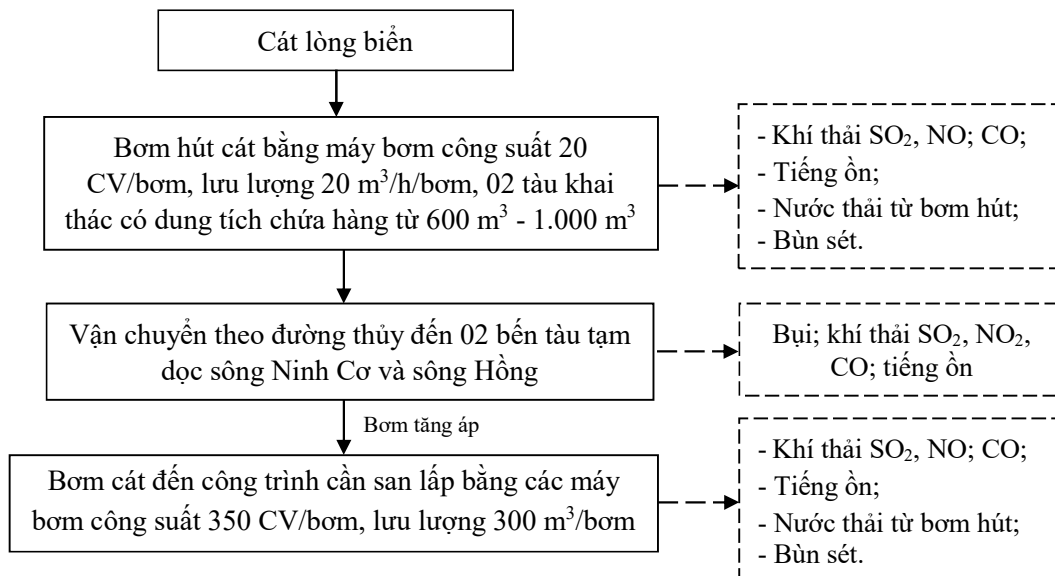 Cát lòng biển
Bơm hút cát bằng máy bơm công suất 20
CV/bơm, lưu lượng 20 m³/h/bơm, 02 tàu khai
thác có dung tích chứa hàng từ 600 m³ - 1.000 m³
- Khí thải SO₂, NO; CO;
- Tiếng ồn;
- Nước thải từ bơm hút;
- Bùn sét.
Vận chuyển theo đường thủy đến 02 bến tàu tạm
dọc sông Ninh Cơ và sông Hồng
Bụi; khí thải SO₂, NO₂,
CO; tiếng ồn
Bơm tăng áp
Bơm cát đến công trình cần san lấp bằng các máy
bơm công suất 350 CV/bơm, lưu lượng 300 m³/bơm
- Khí thải SO₂, NO; CO;
- Tiếng ồn;
- Nước thải từ bơm hút;
- Bùn sét.